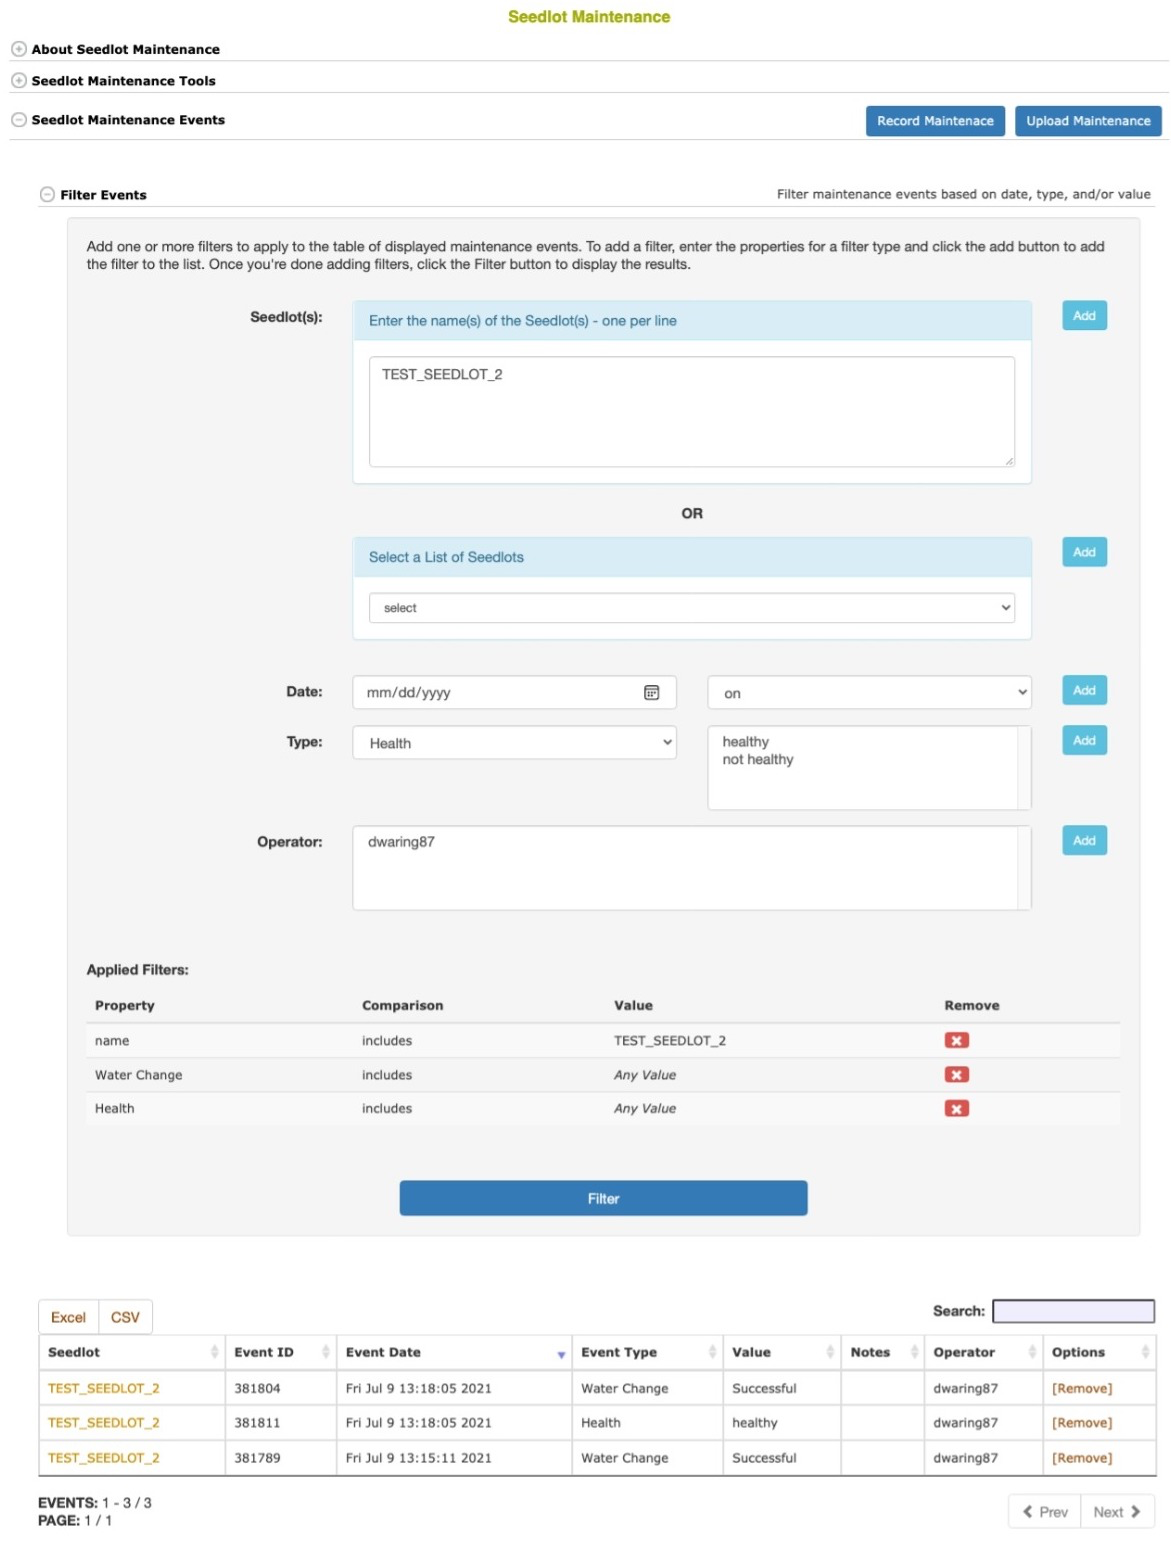 Seedlot Maintenance
About Seedlot Maintenance
Seedlot Maintenance Tools
Seedlot Maintenance Events
Record Maintenace
Upload Maintenance
Filter Events
Filter maintenance events based on date, type, and/or value
Add one or more filters to apply to the table of displayed maintenance events. To add a filter, enter the properties for a filter type and click the add button to add
the filter to the list. Once you're done adding filters, click the Filter button to display the results.
Seedlot(s):
Enter the name(s) of the Seedlot(s) - one per line
Add
TEST_SEEDLOT_2
OR
Select a List of Seedlots
Add
select
Date:
mm/dd/yyyy
on
Add
Type:
Health
healthy
not healthy
Add
Operator:
dwaring87
Add
Applied Filters:
Property Comparison Value Remove
name includes TEST_SEEDLOT_2
Water Change includes Any Value
Health includes Any Value
Filter
Excel CSV
Search:
Seedlot Event ID Event Date Event Type Value Notes Operator Options
TEST_SEEDLOT_2 381804 Fri Jul 9 13:18:05 2021 Water Change Successful dwaring87 [Remove]
TEST_SEEDLOT_2 381811 Fri Jul 9 13:18:05 2021 Health healthy dwaring87 [Remove]
TEST_SEEDLOT_2 381789 Fri Jul 9 13:15:11 2021 Water Change Successful dwaring87 [Remove]
EVENTS: 1 - 3 / 3
PAGE: 1 / 1
Prev Next